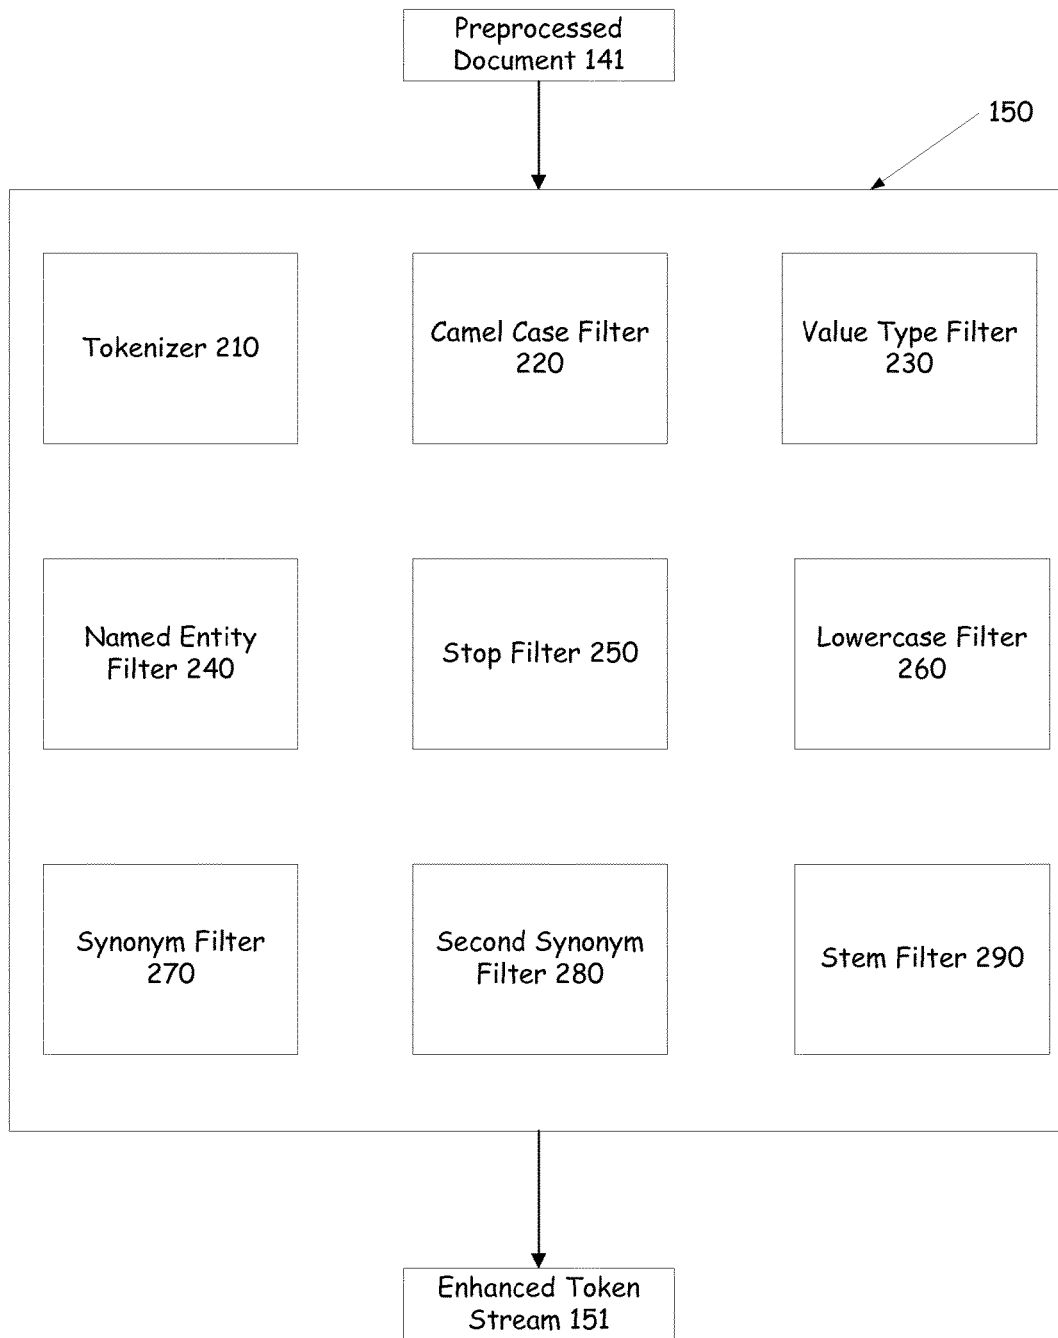 Preprocessed
Document 141
150
Tokenizer 210
Camel Case Filter
220
Value Type Filter
230
Named Entity
Filter 240
Stop Filter 250
Lowercase Filter
260
Synonym Filter
270
Second Synonym
Filter 280
Stem Filter 290
Enhanced Token
Stream 151